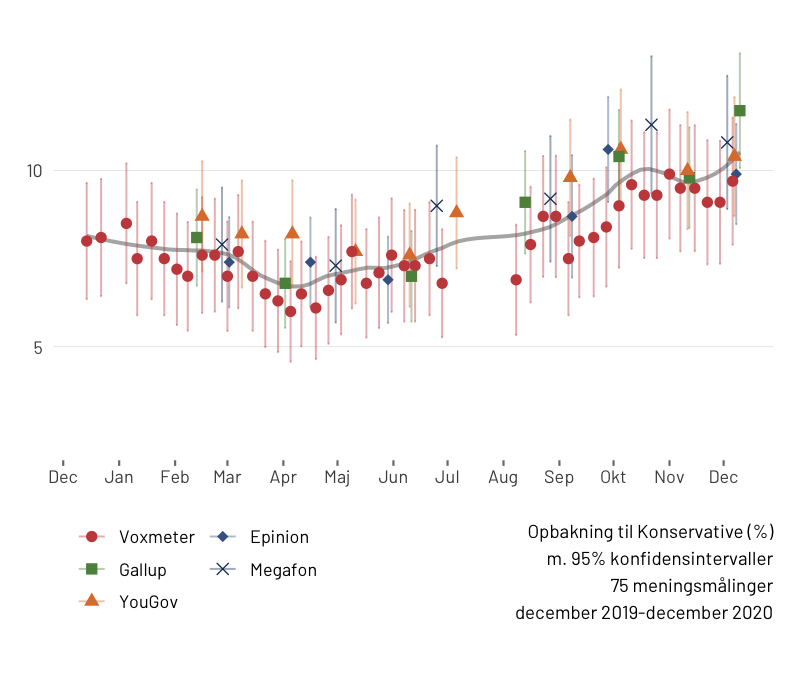 10
5
Dec Jan Feb Mar Apr Maj Jun Jul Aug Sep Okt Nov Dec
Voxmeter Epinion
Gallup Megafon
YouGov
Opbakning til Konservative (%)
m. 95% konfidensintervaller
75 meningsmålinger
december 2019-december 2020